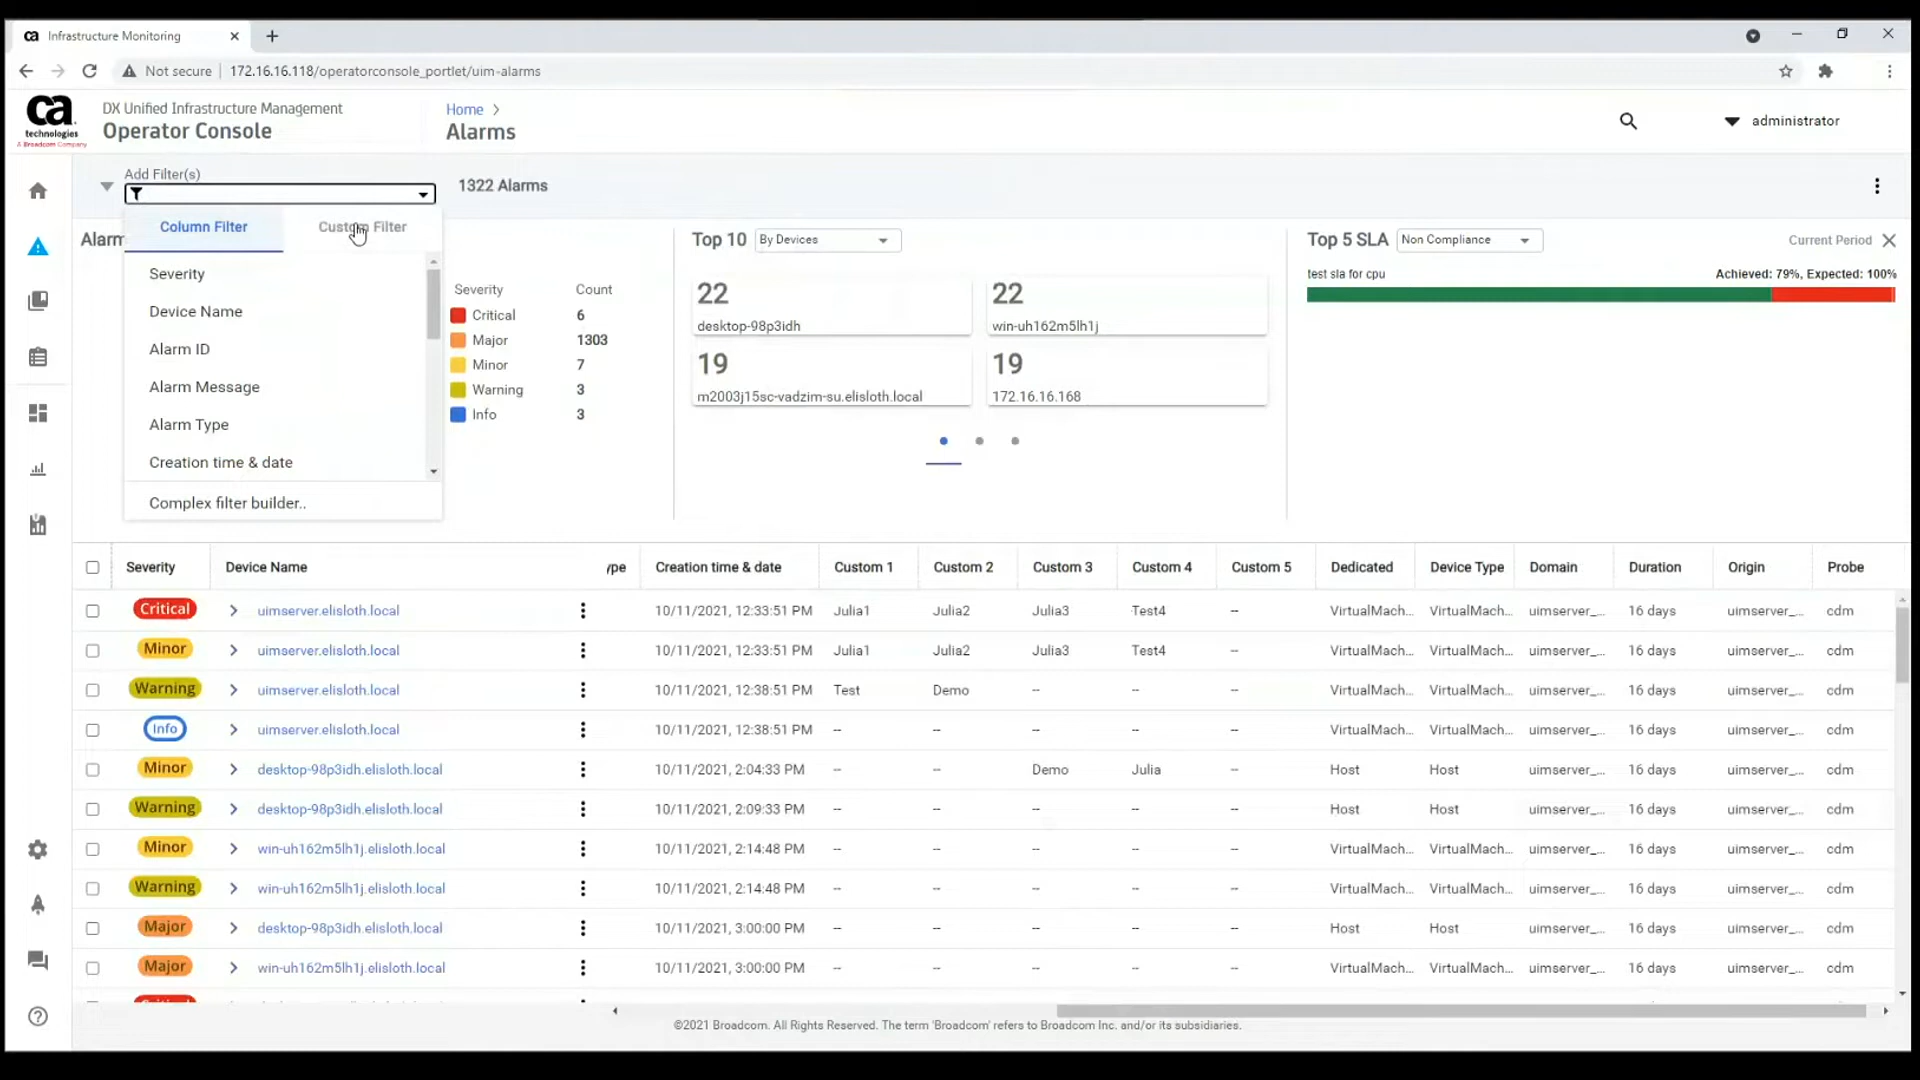 ca Infrastructure Monitoring
Not secure 172.16.16.118/operatorconsole_portlet/uim-alarms
ca
technologies
A Broadcom Company
DX Unified Infrastructure Management
Operator Console
Home
Alarms
administrator
Add Filter(s)
1322 Alarms
Column Filter Custom Filter
Severity
Device Name
Alarm ID
Alarm Message
Alarm Type
Creation time & date
Complex filter builder..
Alarm
Severity Count
Critical 6
Major 1303
Minor 7
Warning 3
Info 3
Top 10 By Devices
22
desktop-98p3idh
22
win-uh162m5lh1j
19
m2003j15sc-vadzim-su.elisloth.local
19
172.16.16.168
Top 5 SLA Non Compliance Current Period
test sla for cpu Achieved: 79%, Expected: 100%
Severity Device Name ype Creation time & date Custom 1 Custom 2 Custom 3 Custom 4 Custom 5 Dedicated Device Type Domain Duration Origin Probe
Critical uimserver.elisloth.local 10/11/2021, 12:33:51 PM Julia1 Julia2 Julia3 Test4 -- VirtualMach... VirtualMach... uimserver_... 16 days uimserver_... cdm
Minor uimserver.elisloth.local 10/11/2021, 12:33:51 PM Julia1 Julia2 Julia3 Test4 -- VirtualMach... VirtualMach... uimserver_... 16 days uimserver_... cdm
Warning uimserver.elisloth.local 10/11/2021, 12:38:51 PM Test Demo -- -- -- VirtualMach... VirtualMach... uimserver_... 16 days uimserver_... cdm
Info uimserver.elisloth.local 10/11/2021, 12:38:51 PM -- -- -- -- -- VirtualMach... VirtualMach... uimserver_... 16 days uimserver_... cdm
Minor desktop-98p3idh.elisloth.local 10/11/2021, 2:04:33 PM -- -- Demo Julia -- Host Host uimserver_... 16 days uimserver_... cdm
Warning desktop-98p3idh.elisloth.local 10/11/2021, 2:09:33 PM -- -- -- -- -- Host Host uimserver_... 16 days uimserver_... cdm
Minor win-uh162m5lh1j.elisloth.local 10/11/2021, 2:14:48 PM -- -- -- -- -- VirtualMach... VirtualMach... uimserver_... 16 days uimserver_... cdm
Warning win-uh162m5lh1j.elisloth.local 10/11/2021, 2:14:48 PM -- -- -- -- -- VirtualMach... VirtualMach... uimserver_... 16 days uimserver_... cdm
Major desktop-98p3idh.elisloth.local 10/11/2021, 3:00:00 PM -- -- -- -- -- Host Host uimserver_... 16 days uimserver_... cdm
Major win-uh162m5lh1j.elisloth.local 10/11/2021, 3:00:00 PM -- -- -- -- -- VirtualMach... VirtualMach... uimserver_... 16 days uimserver_... cdm
©2021 Broadcom. All Rights Reserved. The term 'Broadcom' refers to Broadcom Inc. and/or its subsidiaries.